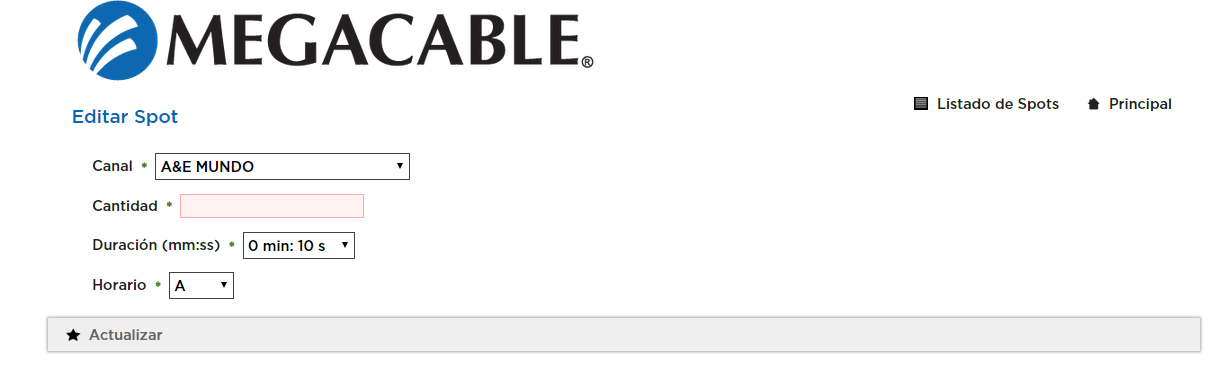 MEGACABLE®
Listado de Spots Principal
Editar Spot
Canal * A&E MUNDO
Cantidad *
Duración (mm:ss) * 0 min: 10 s
Horario * A
Actualizar